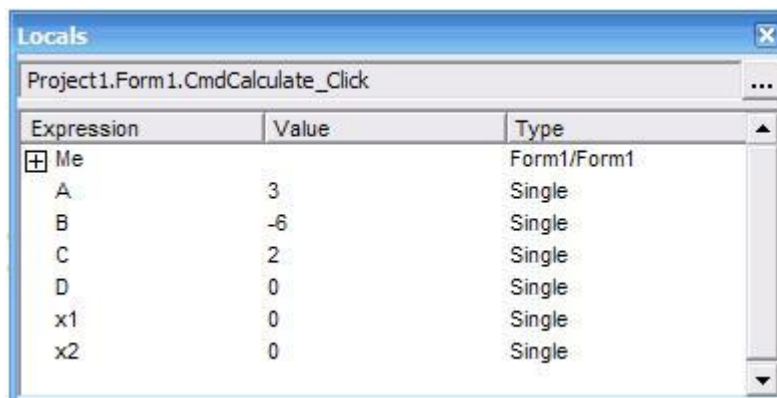 Locals
Project1.Form1.CmdCalculate_Click ...
Expression Value Type
Me Form1/Form1
A 3 Single
B -6 Single
C 2 Single
D 0 Single
x1 0 Single
x2 0 Single